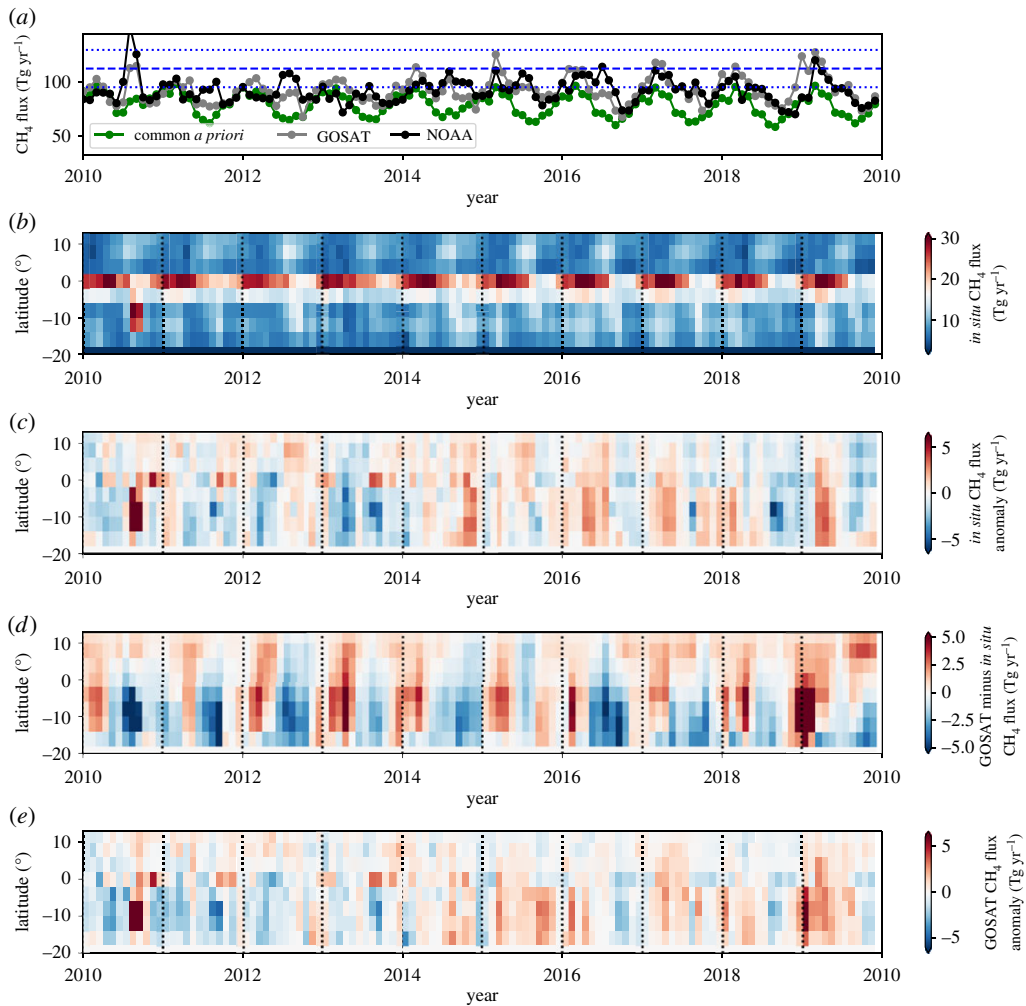 (a)
CH4 flux (Tg yr−1)
100
50
common a priori
GOSAT
NOAA
2010 2012 2014 2016 2018 2010
year
(b)
latitude (°)
10
0
−10
−20
2010 2012 2014 2016 2018 2010
year
30
20
10
in situ CH4 flux
(Tg yr−1)
(c)
latitude (°)
10
0
−10
−20
2010 2012 2014 2016 2018 2010
year
5
0
−5
in situ CH4 flux
anomaly (Tg yr−1)
(d)
latitude (°)
10
0
−10
−20
2010 2012 2014 2016 2018 2010
year
5.0
2.5
0
−2.5
−5.0
GOSAT minus in situ
CH4 flux (Tg yr−1)
(e)
latitude (°)
10
0
−10
−20
2010 2012 2014 2016 2018 2010
year
5
0
−5
GOSAT CH4 flux
anomaly (Tg yr−1)